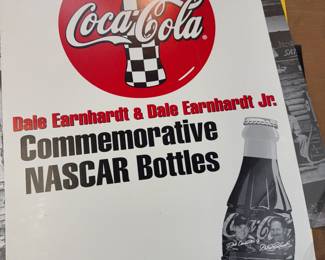 Coca-Cola
Dale Earnhardt & Dale Earnhardt Jr.
Commemorative
NASCAR Bottles